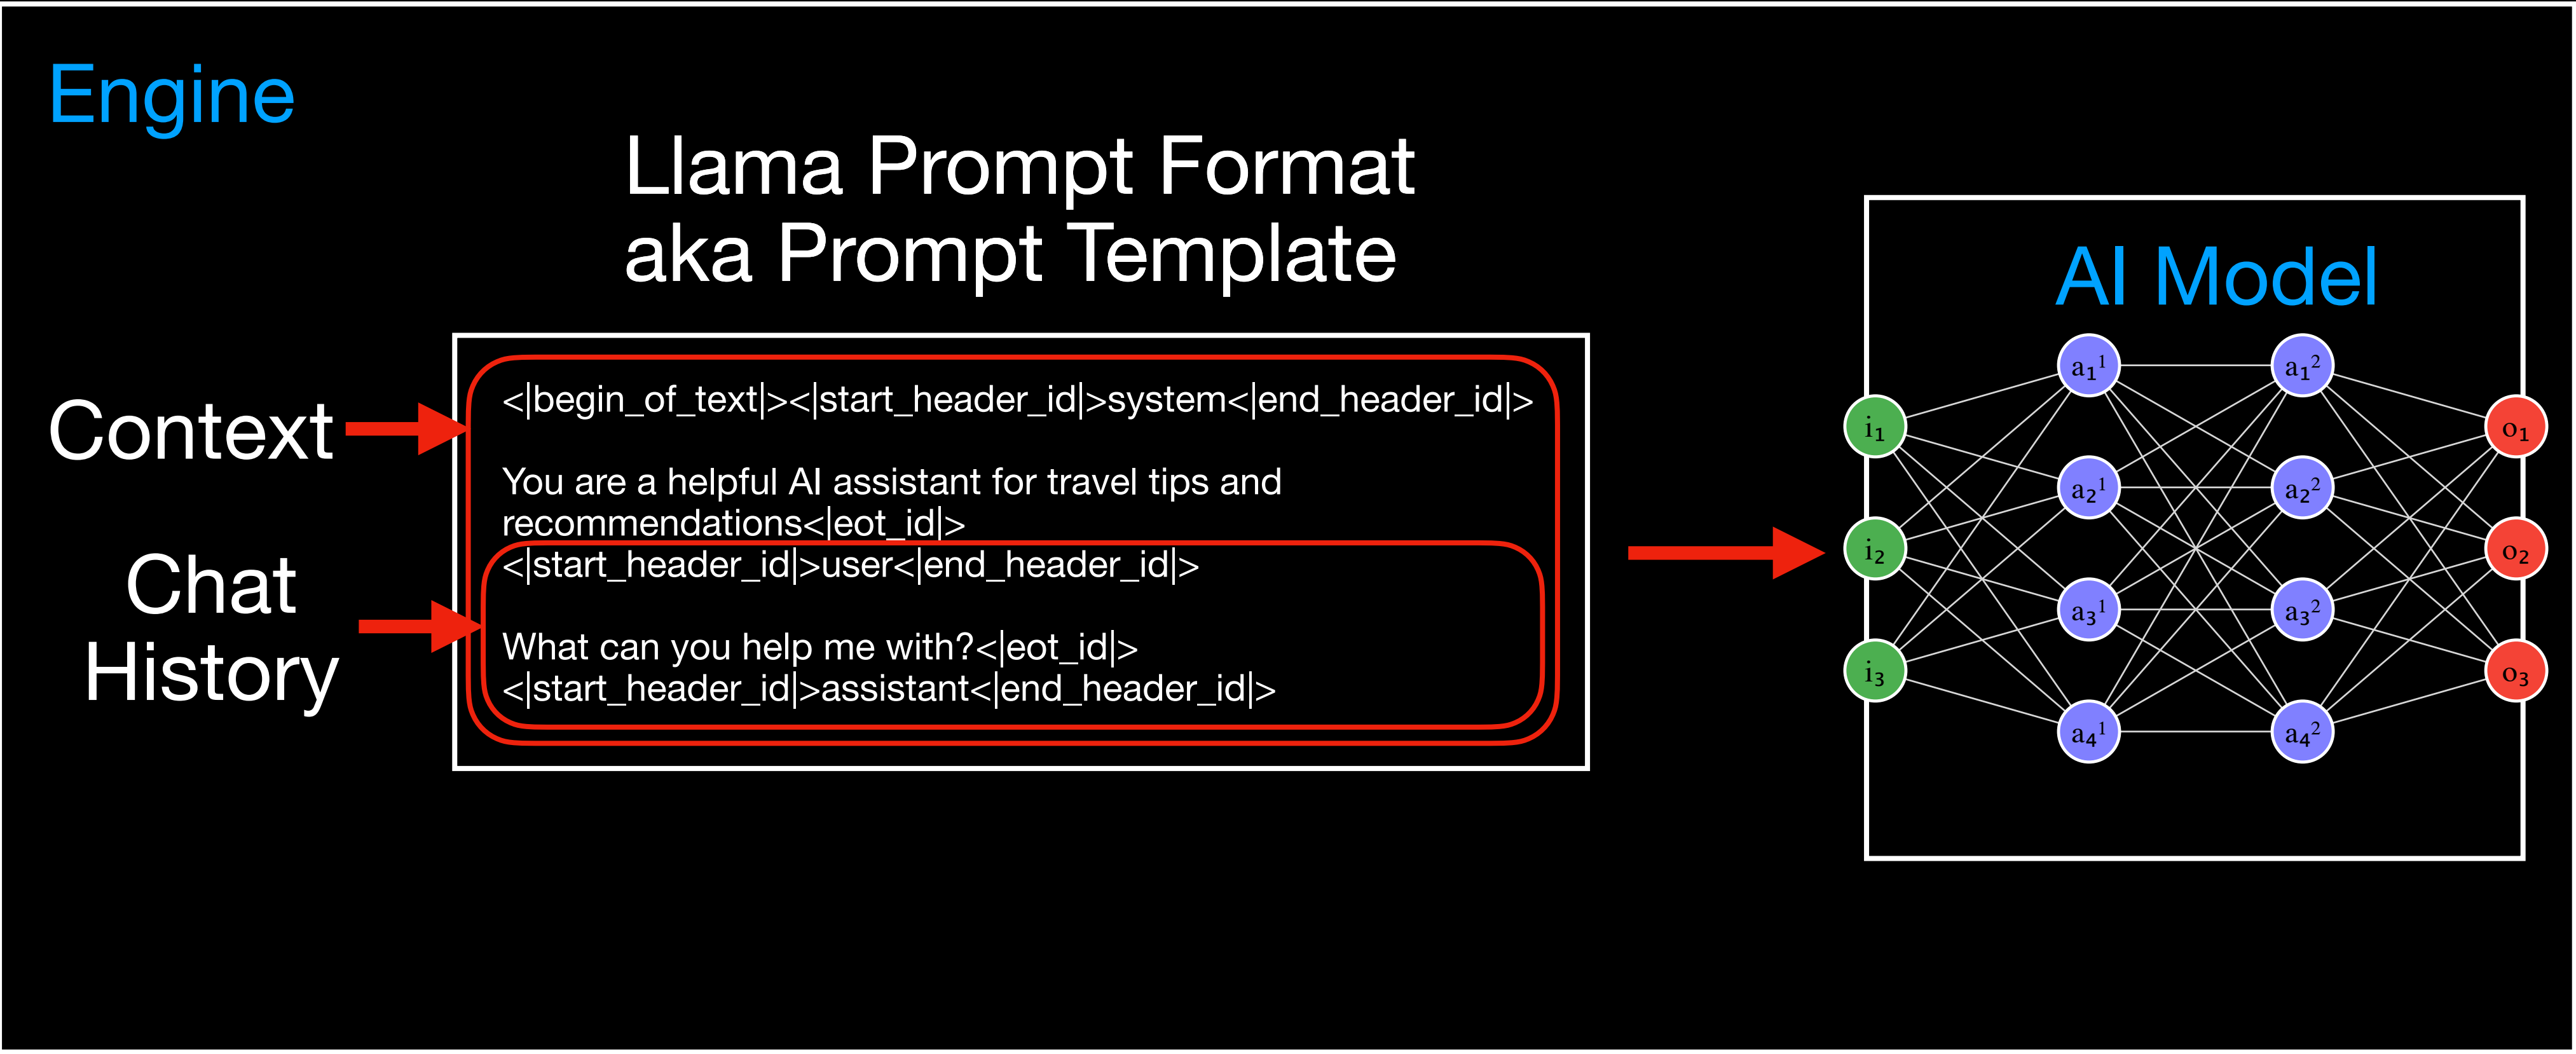 Engine
Llama Prompt Format
aka Prompt Template
AI Model
Context
Chat
History
<|begin_of_text|><|start_header_id|>system<|end_header_id|>
You are a helpful AI assistant for travel tips and
recommendations<|eot_id|>
<|start_header_id|>user<|end_header_id|>
What can you help me with?<|eot_id|>
<|start_header_id|>assistant<|end_header_id|>
i₁
i₂
i₃
a₁¹
a₂¹
a₃¹
a₄¹
a₁²
a₂²
a₃²
a₄²
o₁
o₂
o₃